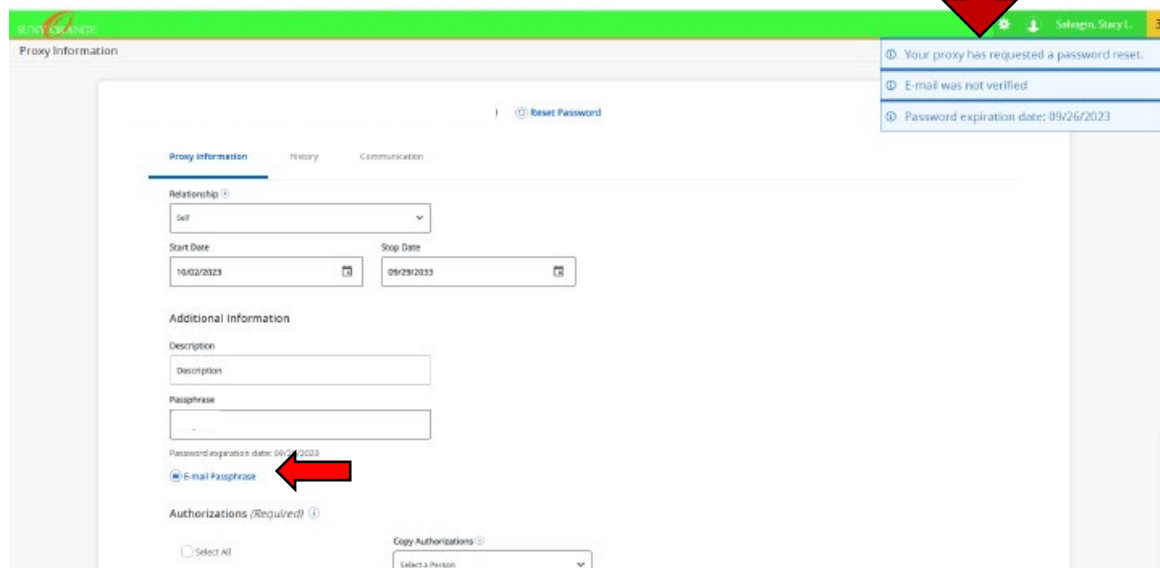 SUNY ORANGE
Salvagin, Stacy L.
Proxy Information
Your proxy has requested a password reset.
E-mail was not verified
Password expiration date: 09/26/2023
) Reset Password
Proxy Information History Communication
Relationship
Self
Start Date Stop Date
10/02/2023 09/29/2033
Additional Information
Description
Description
Passphrase
Password expiration date: 09/26/2023
E-mail Passphrase
Authorizations (Required)
Copy Authorizations
Select All
Select a Person